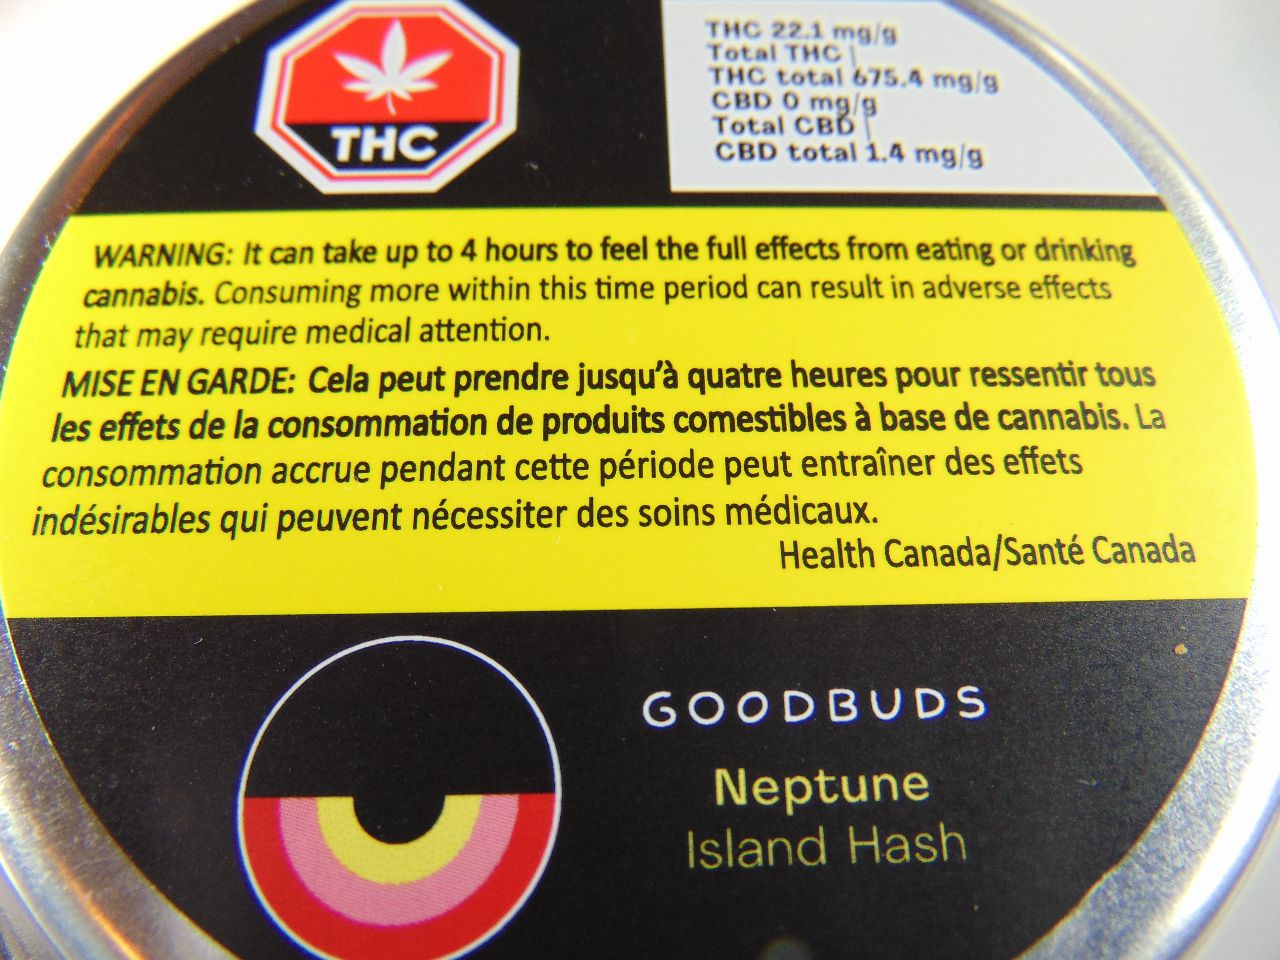 THC
THC 22.1 mg/g
Total THC |
THC total 675.4 mg/g
CBD 0 mg/g
Total CBD |
CBD total 1.4 mg/g
WARNING: It can take up to 4 hours to feel the full effects from eating or drinking
cannabis. Consuming more within this time period can result in adverse effects
that may require medical attention.
MISE EN GARDE: Cela peut prendre jusqu'à quatre heures pour ressentir tous
les effets de la consommation de produits comestibles à base de cannabis. La
consommation accrue pendant cette période peut entraîner des effets
indésirables qui peuvent nécessiter des soins médicaux.
Health Canada/Santé Canada
GOODBUDS
Neptune
Island Hash